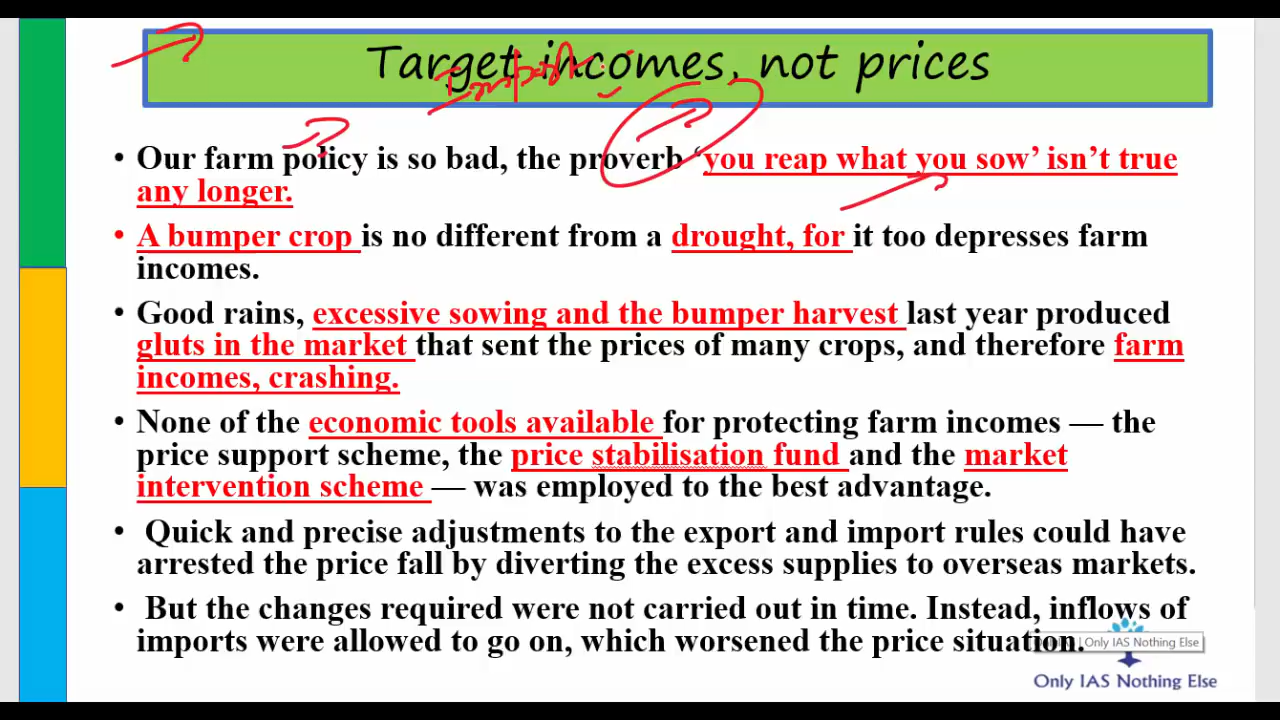 Target incomes, not prices
• Our farm policy is so bad, the proverb ‘you reap what you sow’ isn’t true
any longer.
• A bumper crop is no different from a drought, for it too depresses farm
incomes.
• Good rains, excessive sowing and the bumper harvest last year produced
gluts in the market that sent the prices of many crops, and therefore farm
incomes, crashing.
• None of the economic tools available for protecting farm incomes — the
price support scheme, the price stabilisation fund and the market
intervention scheme — was employed to the best advantage.
• Quick and precise adjustments to the export and import rules could have
arrested the price fall by diverting the excess supplies to overseas markets.
• But the changes required were not carried out in time. Instead, inflows of
imports were allowed to go on, which worsened the price situation.
Only IAS Nothing Else
Only IAS Nothing Else